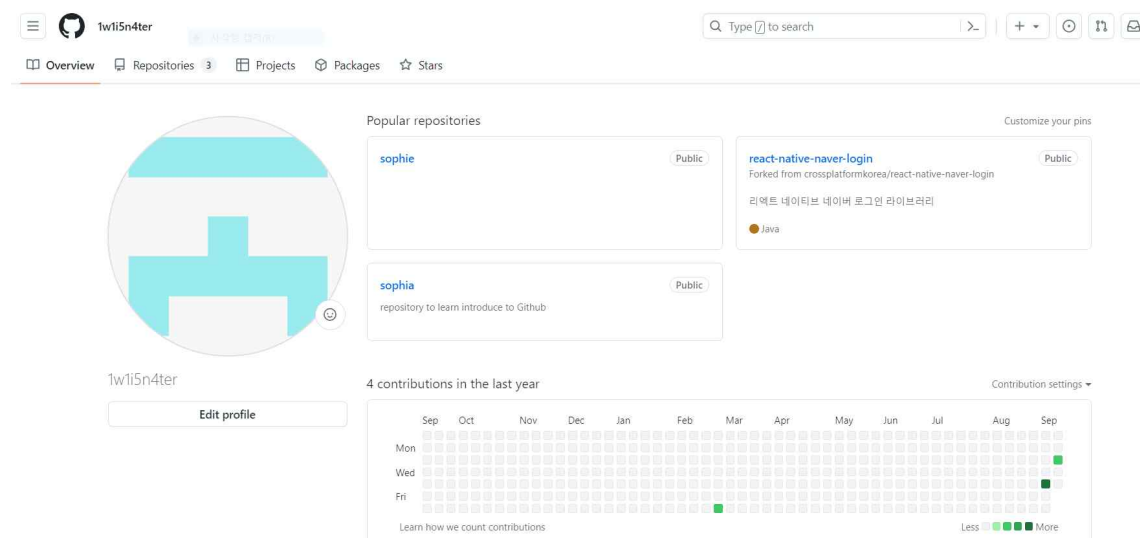 1w1i5n4ter
Type / to search
Overview
Repositories 3
Projects
Packages
Stars
Popular repositories
Customize your pins
sophie
Public
react-native-naver-login
Public
Forked from crossplatformkorea/react-native-naver-login
리엑트 네이티브 네이버 로그인 라이브러리
Java
sophia
Public
repository to learn introduce to Github
1w1i5n4ter
Edit profile
4 contributions in the last year
Contribution settings
Sep Oct Nov Dec Jan Feb Mar Apr May Jun Jul Aug Sep
Mon
Wed
Fri
Learn how we count contributions
Less More